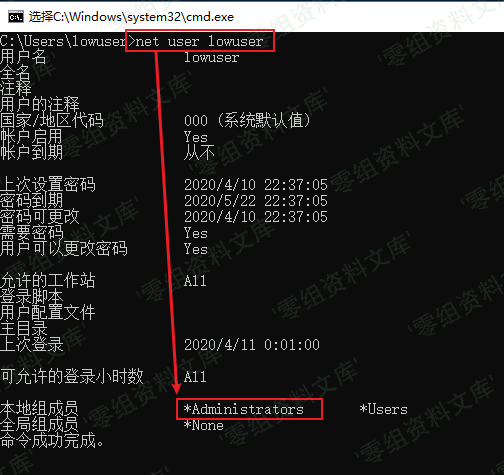 选择C:\Windows\system32\cmd.exe
C:\Users\lowuser>net user lowuser
用户名 lowuser
全名
注释
用户的注释
国家/地区代码 000 (系统默认值)
帐户启用 Yes
帐户到期 从不
上次设置密码 2020/4/10 22:37:05
密码到期 2020/5/22 22:37:05
密码可更改 2020/4/10 22:37:05
需要密码 Yes
用户可以更改密码 Yes
允许的工作站 All
登录脚本
用户配置文件
主目录
上次登录 2020/4/11 0:01:00
可允许的登录小时数 All
本地组成员 *Administrators *Users
全局组成员 *None
命令成功完成。
'零组资料文库'